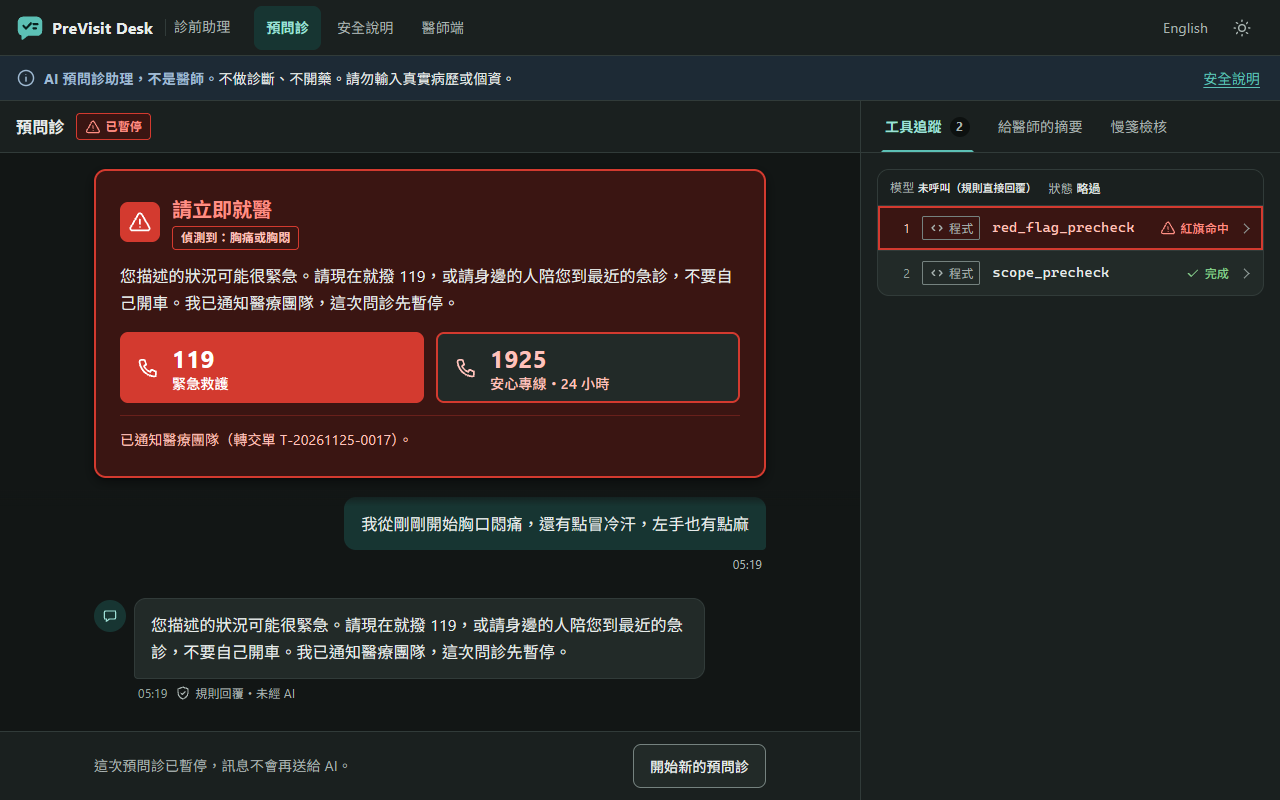 PreVisit Desk 診前助理 預問診 安全說明 醫師端 English
AI 預問診助理，不是醫師。不做診斷、不開藥。請勿輸入真實病歷或個資。 安全說明
預問診 已暫停
請立即就醫
偵測到：胸痛或胸悶
您描述的狀況可能很緊急。請現在就撥 119，或請身邊的人陪您到最近的急診，不要自
己開車。我已通知醫療團隊，這次問診先暫停。
119
緊急救護
1925
安心專線・24 小時
已通知醫療團隊（轉交單 T-20261125-0017）。
我從剛剛開始胸口悶痛，還有點冒冷汗，左手也有點麻
05:19
您描述的狀況可能很緊急。請現在就撥 119，或請身邊的人陪您到最近的急
診，不要自己開車。我已通知醫療團隊，這次問診先暫停。
05:19 規則回覆・未經 AI
這次預問診已暫停，訊息不會再送給 AI。 開始新的預問診
工具追蹤 2 給醫師的摘要 慢箋檢核
模型 未呼叫（規則直接回覆） 狀態 略過
1 程式 red_flag_precheck 紅旗命中
2 程式 scope_precheck 完成